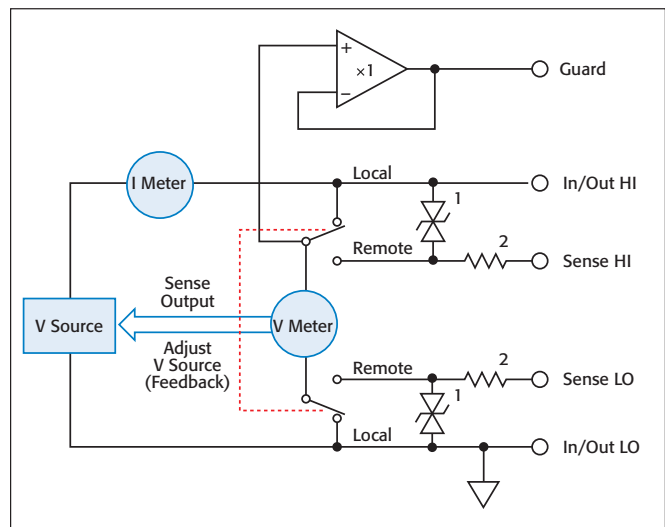 +
×1
−
Guard
I Meter
Local
In/Out HI
1
2
Remote
Sense HI
Sense
Output
V Source
V Meter
Adjust
V Source
(Feedback)
Remote
2
Sense LO
1
Local
In/Out LO